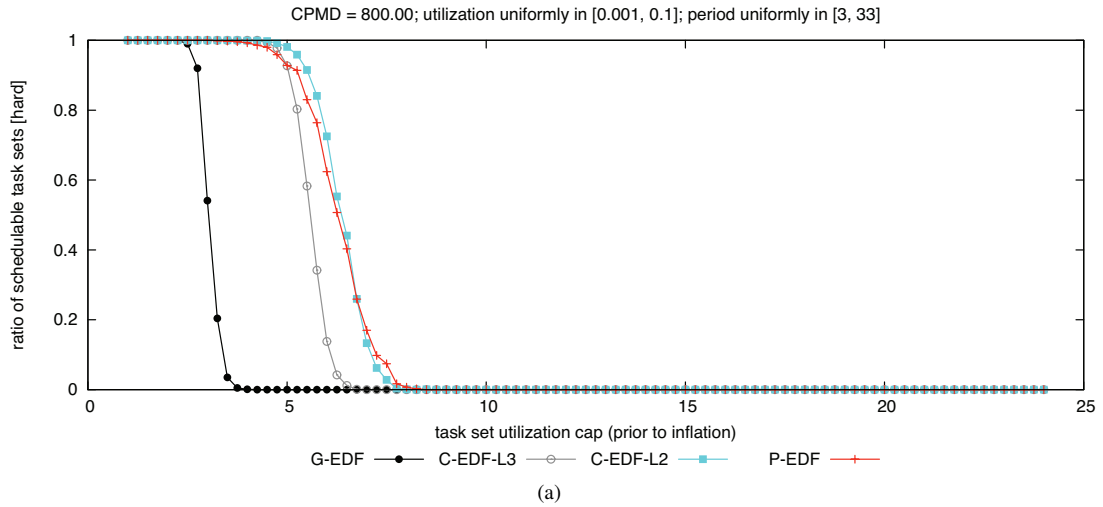 CPMD = 800.00; utilization uniformly in [0.001, 0.1]; period uniformly in [3, 33]
ratio of schedulable task sets [hard]
1
0.8
0.6
0.4
0.2
0
0 5 10 15 20 25
task set utilization cap (prior to inflation)
G-EDF C-EDF-L3 C-EDF-L2 P-EDF
(a)